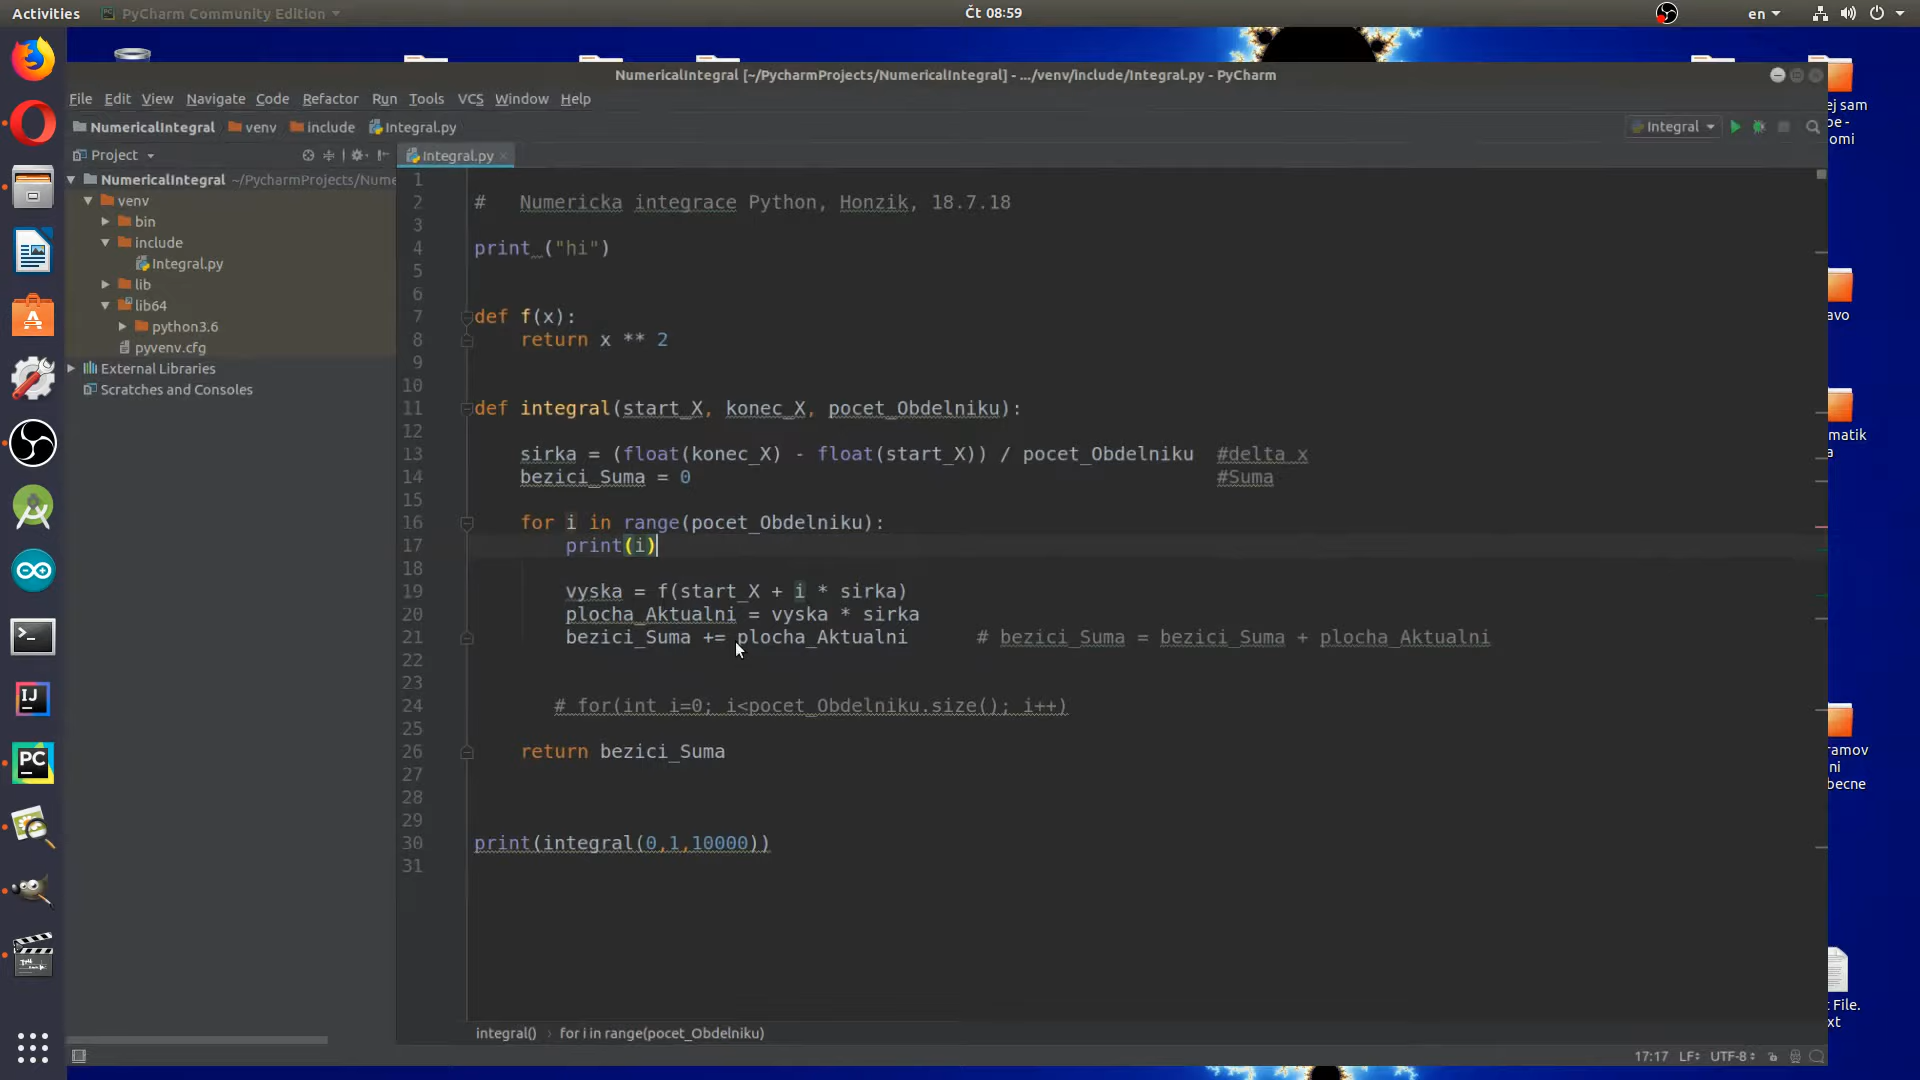 Activities
PyCharm Community Edition
Čt 08:59
en
NumericalIntegral [~/PycharmProjects/NumericalIntegral] - .../venv/include/Integral.py - PyCharm
File Edit View Navigate Code Refactor Run Tools VCS Window Help
NumericalIntegral venv include Integral.py
Integral
Project
Integral.py
NumericalIntegral ~/PycharmProjects/Nume
venv
bin
include
Integral.py
lib
lib64
python3.6
pyvenv.cfg
External Libraries
Scratches and Consoles
1
2 # Numericka integrace Python, Honzik, 18.7.18
3
4 print ("hi")
5
6
7 def f(x):
8 return x ** 2
9
10
11 def integral(start_X, konec_X, pocet_Obdelniku):
12
13 sirka = (float(konec_X) - float(start_X)) / pocet_Obdelniku #delta x
14 bezici_Suma = 0 #Suma
15
16 for i in range(pocet_Obdelniku):
17 print(i)
18
19 vyska = f(start_X + i * sirka)
20 plocha_Aktualni = vyska * sirka
21 bezici_Suma += plocha_Aktualni # bezici_Suma = bezici_Suma + plocha_Aktualni
22
23
24 # for(int i=0; i<pocet_Obdelniku.size(); i++)
25
26 return bezici_Suma
27
28
29
30 print(integral(0,1,10000))
31
integral() › for i in range(pocet_Obdelniku)
17:17 LF÷ UTF-8÷
ej sam
be -
omi
avo
matik
a
ramov
ni
becne
t File.
xt
IJ
PC